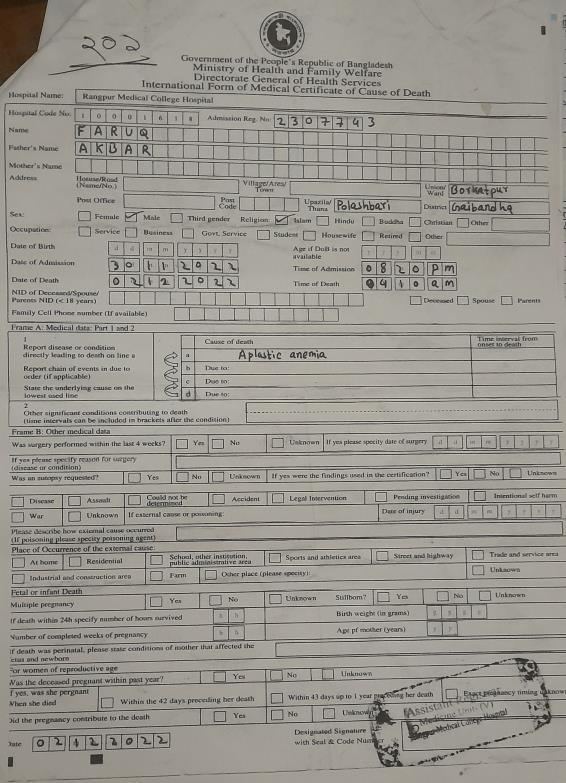 ২০১
Government of the People's Republic of Bangladesh
Ministry of Health and Family Welfare
Directorate General of Health Services
International Form of Medical Certificate of Cause of Death
Hospital Name: Rangpur Medical College Hospital
Hospital Code No: 1 0 0 0 1 6 1 8 Admission Reg. No: 2 3 0 7 7 4 3
Name F A R U Q
Father's Name A K B A R
Mother's Name
Address House/Road (Name/No.) Village/Area/Town Union/Ward Borkatpur
Post Office Post Code Upazila/Thana Polashbari District Gaibandha
Sex: Female Male Third gender Religion: Islam Hindu Buddha Christian Other
Occupation: Service Business Govt. Service Student Housewife Retired Other
Date of Birth d d m m y y y y Age if DoB is not available y y y m m
Date of Admission 3 0 1 1 2 0 2 2 Time of Admission 0 8 2 0 P m
Date of Death 0 2 1 2 2 0 2 2 Time of Death 0 4 1 0 a m
NID of Deceased/Spouse/
Parents NID (< 18 years) Deceased Spouse Parents
Family Cell Phone number (If available)
Frame A: Medical data: Part 1 and 2
1 Cause of death Time interval from onset to death
Report disease or condition
directly leading to death on line a a Aplastic anemia
Report chain of events in due to
order (if applicable) b Due to:
c Due to:
State the underlying cause on the
lowest used line d Due to:
2
Other significant conditions contributing to death
(time intervals can be included in brackets after the condition)
Frame B: Other medical data
Was surgery performed within the last 4 weeks? Yes No Unknown If yes please specify date of surgery d d m m y y y y
If yes please specify reason for surgery
(disease or condition)
Was an autopsy requested? Yes No Unknown If yes were the findings used in the certification? Yes No Unknown
Disease Assault Could not be determined Accident Legal Intervention Pending investigation Intentional self harm
War Unknown If external cause or poisoning: Date of injury d d m m y y y y
Please describe how external cause occurred
(If poisoning please specify poisoning agent)
Place of Occurrence of the external cause:
At home Residential School, other institution, public administrative area Sports and athletics area Street and highway Trade and service area
Industrial and construction area Farm Other place (please specify): Unknown
Fetal or infant Death
Multiple pregnancy Yes No Unknown Stillborn? Yes No Unknown
If death within 24h specify number of hours survived h h Birth weight (in grams) g g g g
Number of completed weeks of pregnancy Age pf mother (years) y y
If death was perinatal, please state conditions of mother that affected the
etus and newborn
For women of reproductive age
Was the deceased pregnant within past year? Yes No Unknown
f yes, was she pregnant
When she died Within the 42 days preceding her death Within 43 days up to 1 year preceding her death Exact pregnancy timing unknow
Did the pregnancy contribute to the death Yes No Unknown
Date 0 2 1 2 2 0 2 2 Designated Signature
with Seal & Code Number
Assistant
Medicine Unit (V)
Rangpur Medical College Hospital